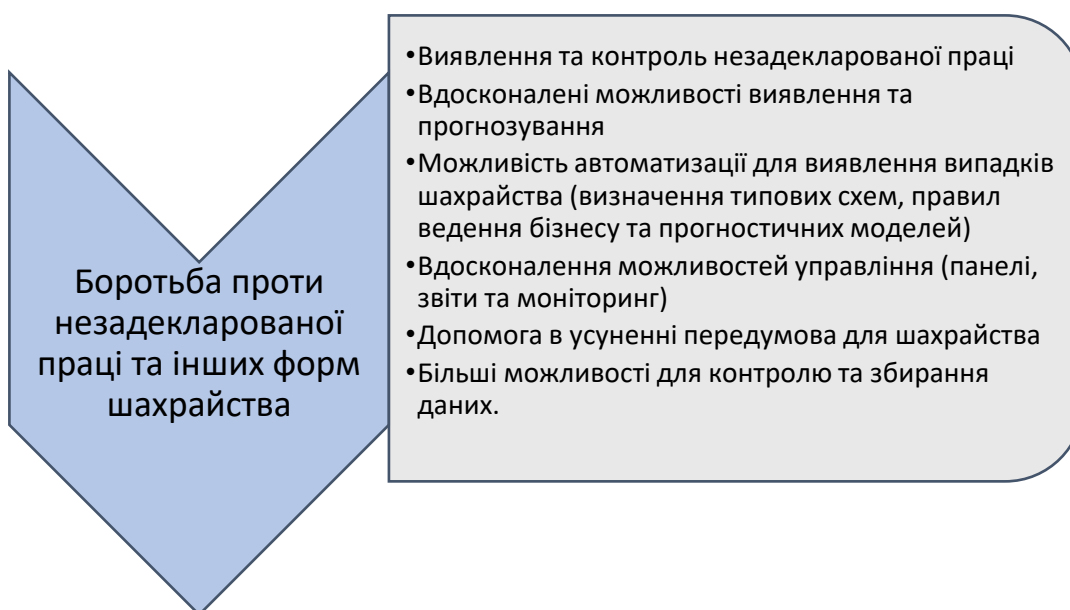 •Виявлення та контроль незадекларованої праці
•Вдосконалені можливості виявлення та
прогнозування
•Можливість автоматизації для виявлення випадків
шахрайства (визначення типових схем, правил
ведення бізнесу та прогностичних моделей)
•Вдосконалення можливостей управління (панелі,
звіти та моніторинг)
•Допомога в усуненні передумова для шахрайства
•Більші можливості для контролю та збирання
даних.
Боротьба проти
незадекларованої
праці та інших форм
шахрайства